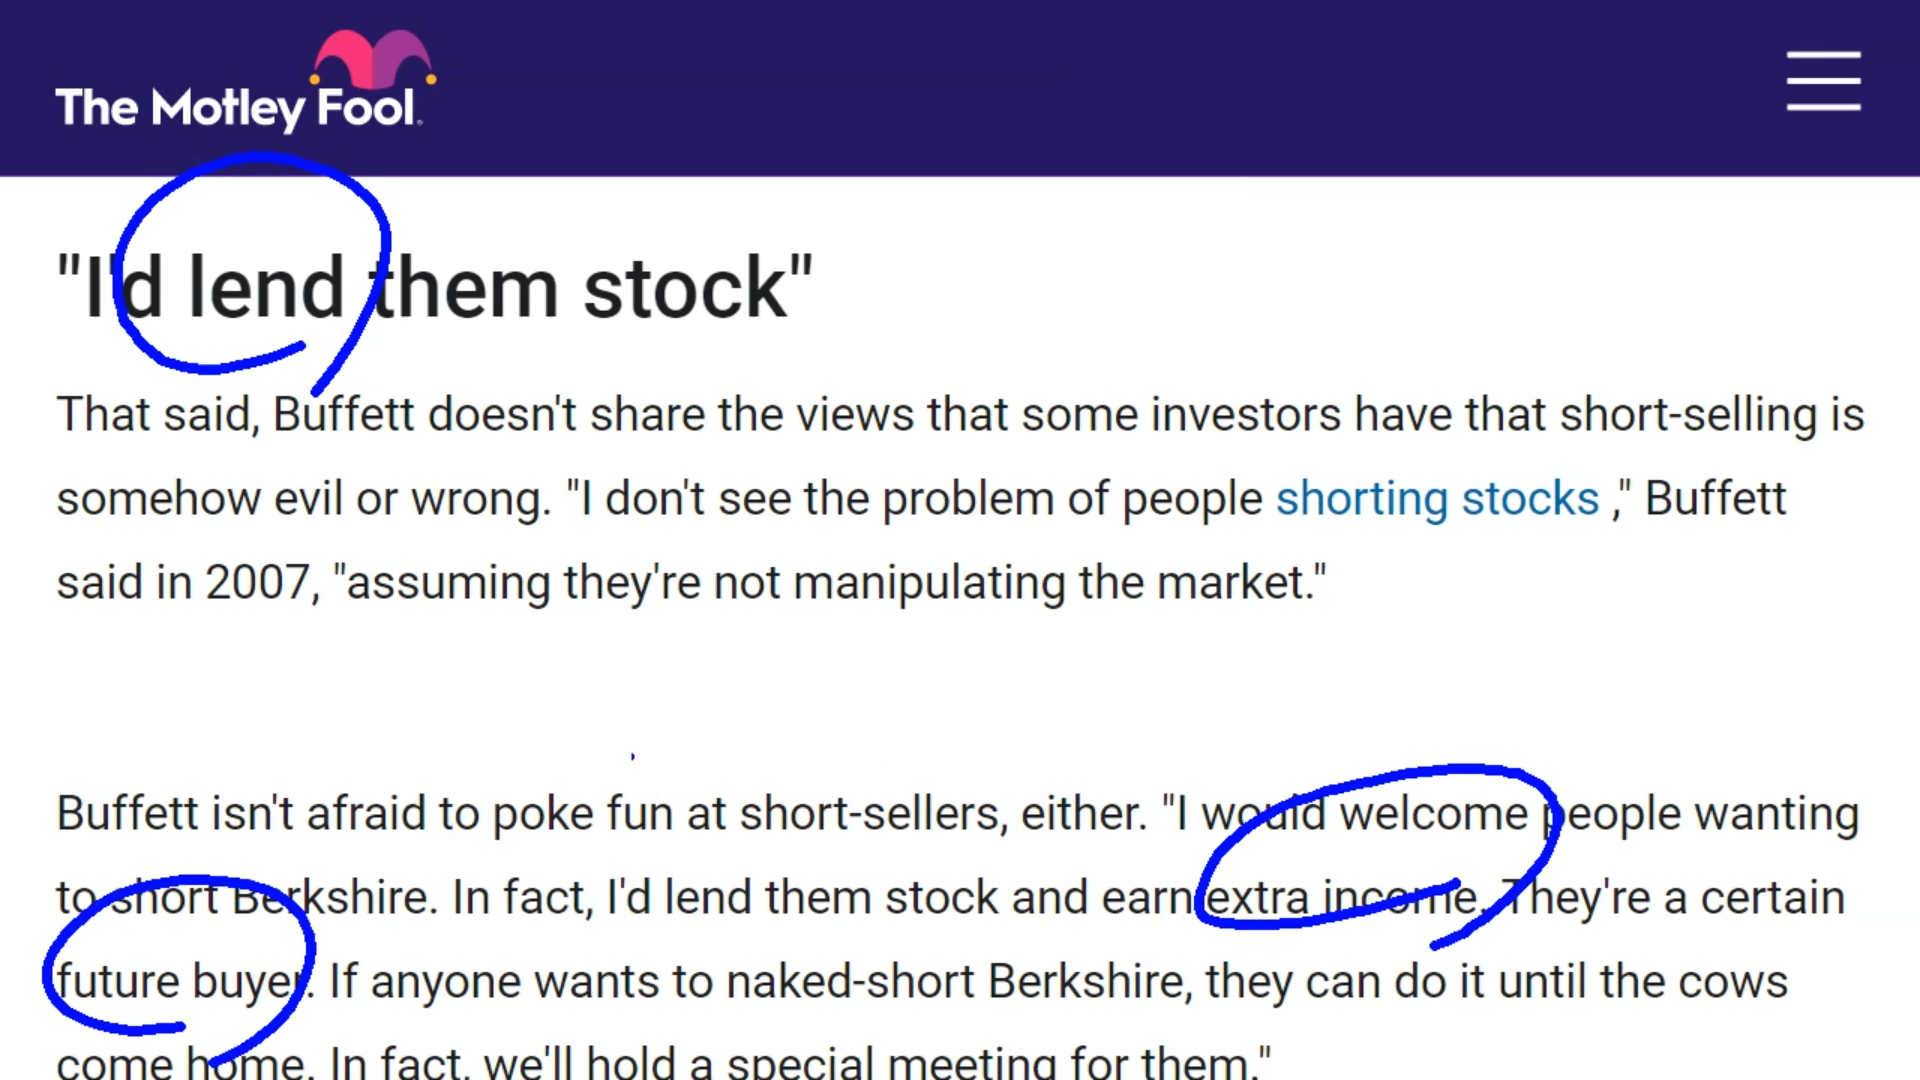 The Motley Fool.
"I'd lend them stock"
That said, Buffett doesn't share the views that some investors have that short-selling is
somehow evil or wrong. "I don't see the problem of people shorting stocks ," Buffett
said in 2007, "assuming they're not manipulating the market."
Buffett isn't afraid to poke fun at short-sellers, either. "I would welcome people wanting
to short Berkshire. In fact, I'd lend them stock and earn extra income. They're a certain
future buyer. If anyone wants to naked-short Berkshire, they can do it until the cows
come home. In fact, we'll hold a special meeting for them."